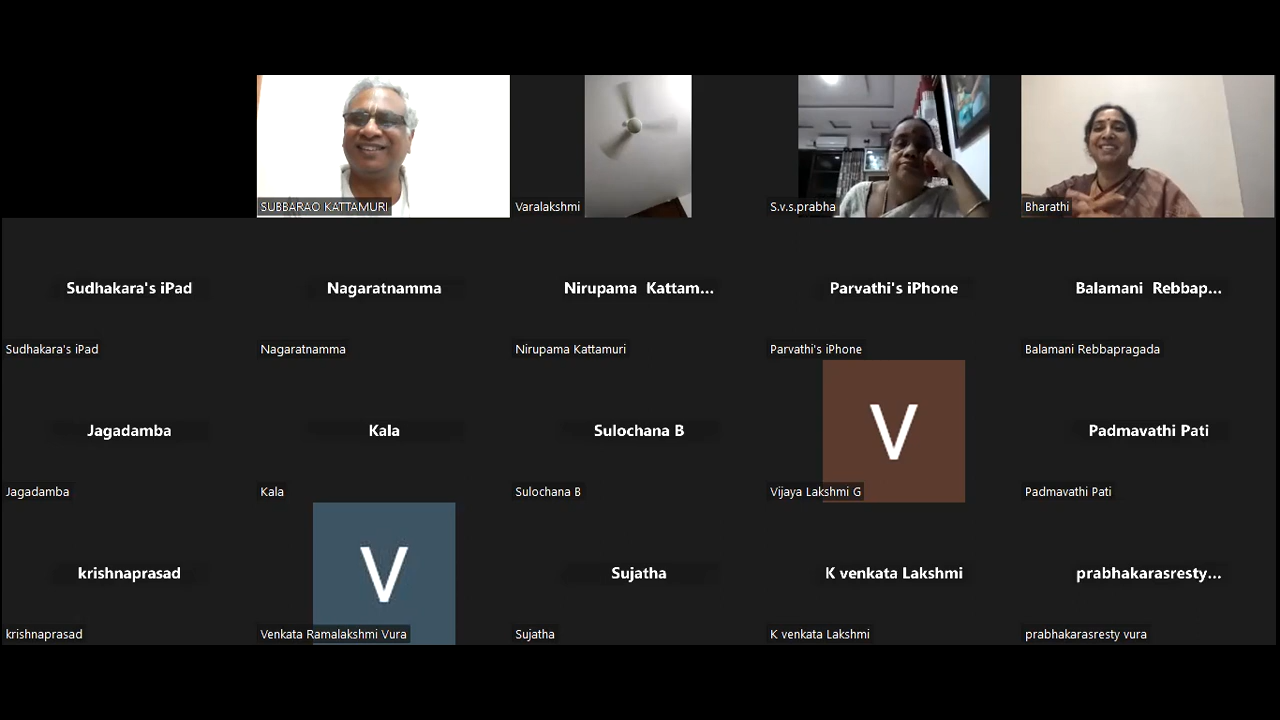 SUBBARAO KATTAMURI
Varalakshmi
S.v.s.prabha
Bharathi
Sudhakara's iPad
Nagaratnamma
Nirupama Kattam...
Parvathi's iPhone
Balamani Rebbap...
Sudhakara's iPad
Nagaratnamma
Nirupama Kattamuri
Parvathi's iPhone
Balamani Rebbapragada
Jagadamba
Kala
Sulochana B
V
Padmavathi Pati
Jagadamba
Kala
Sulochana B
Vijaya Lakshmi G
Padmavathi Pati
krishnaprasad
V
Sujatha
K venkata Lakshmi
prabhakarasresty...
krishnaprasad
Venkata Ramalakshmi Vura
Sujatha
K venkata Lakshmi
prabhakarasresty vura